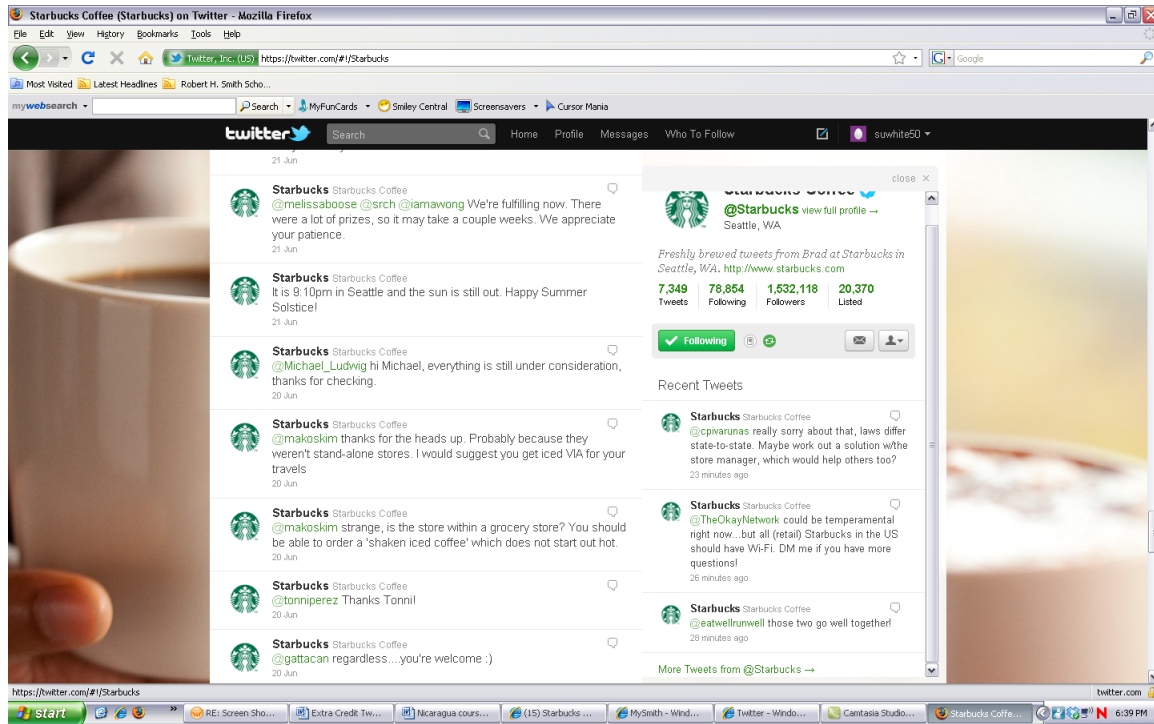 Starbucks Coffee (Starbucks) on Twitter - Mozilla Firefox
File Edit View History Bookmarks Tools Help
Twitter, Inc. (US) https://twitter.com/#!/Starbucks
Google
Most Visited Latest Headlines Robert H. Smith Scho...
mywebsearch Search MyFunCards Smiley Central Screensavers Cursor Mania
twitter Search Home Profile Messages Who To Follow suwhite50
21 Jun
Starbucks Starbucks Coffee
@melissaboose @srch @iamawong We're fulfilling now. There
were a lot of prizes, so it may take a couple weeks. We appreciate
your patience.
21 Jun
Starbucks Starbucks Coffee
It is 9:10pm in Seattle and the sun is still out. Happy Summer
Solstice!
21 Jun
Starbucks Starbucks Coffee
@Michael_Ludwig hi Michael, everything is still under consideration,
thanks for checking.
20 Jun
Starbucks Starbucks Coffee
@makoskim thanks for the heads up. Probably because they
weren't stand-alone stores. I would suggest you get iced VIA for your
travels
20 Jun
Starbucks Starbucks Coffee
@makoskim strange, is the store within a grocery store? You should
be able to order a 'shaken iced coffee' which does not start out hot.
20 Jun
Starbucks Starbucks Coffee
@tonniperez Thanks Tonni!
20 Jun
Starbucks Starbucks Coffee
@gattacan regardless....you're welcome :)
20 Jun
close ×
Starbucks Coffee
@Starbucks view full profile →
Seattle, WA
Freshly brewed tweets from Brad at Starbucks in
Seattle, WA. http://www.starbucks.com
7,349 78,854 1,532,118 20,370
Tweets Following Followers Listed
Following
Recent Tweets
Starbucks Starbucks Coffee
@cpivarunas really sorry about that, laws differ
state-to-state. Maybe work out a solution w/the
store manager, which would help others too?
23 minutes ago
Starbucks Starbucks Coffee
@TheOkayNetwork could be temperamental
right now...but all (retail) Starbucks in the US
should have Wi-Fi. DM me if you have more
questions!
26 minutes ago
Starbucks Starbucks Coffee
@eatwellrunwell those two go well together!
28 minutes ago
More Tweets from @Starbucks →
https://twitter.com/#!/Starbucks twitter.com
start » RE: Screen Sho... Extra Credit Tw... Nicaragua cours... (15) Starbucks ... MySmith - Wind... Twitter - Windo... Camtasia Studio... Starbucks Coffe... 6:39 PM